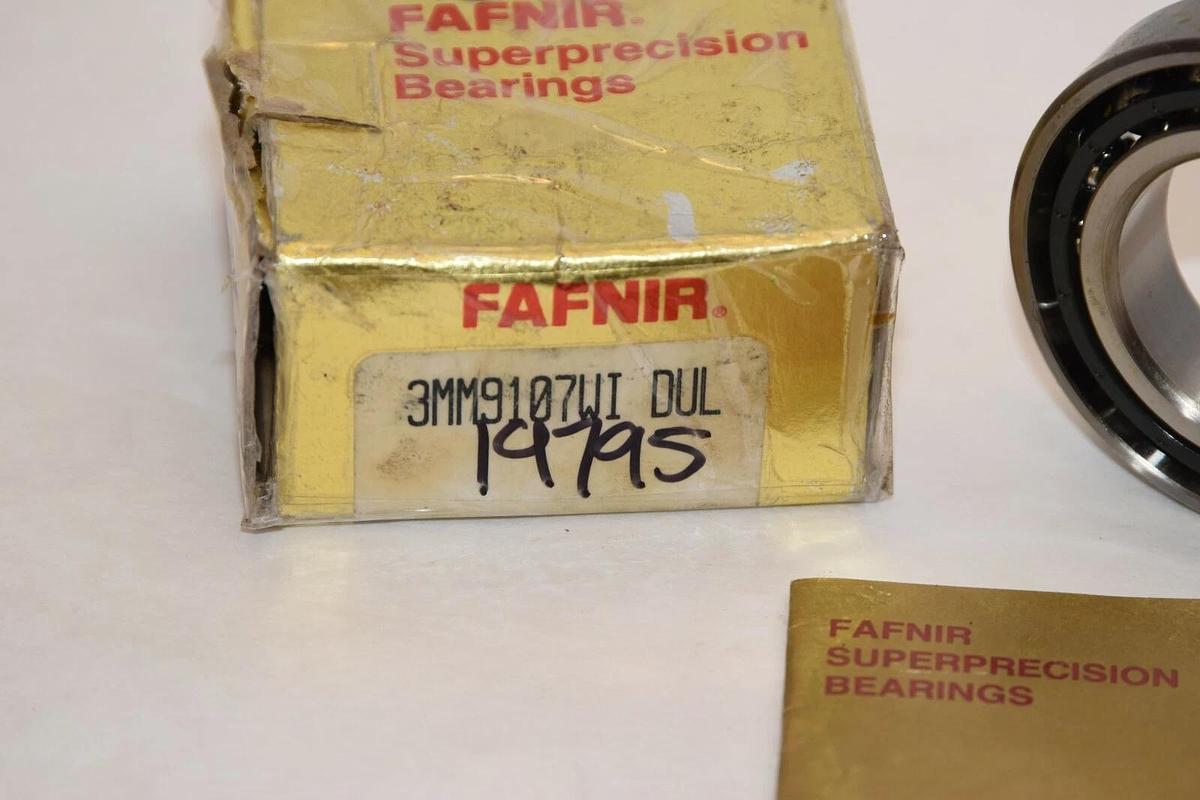 FAFNIR®
Superprecision
Bearings
FAFNIR®
3MM9107WI DUL
19795
FAFNIR
SUPERPRECISION
BEARINGS